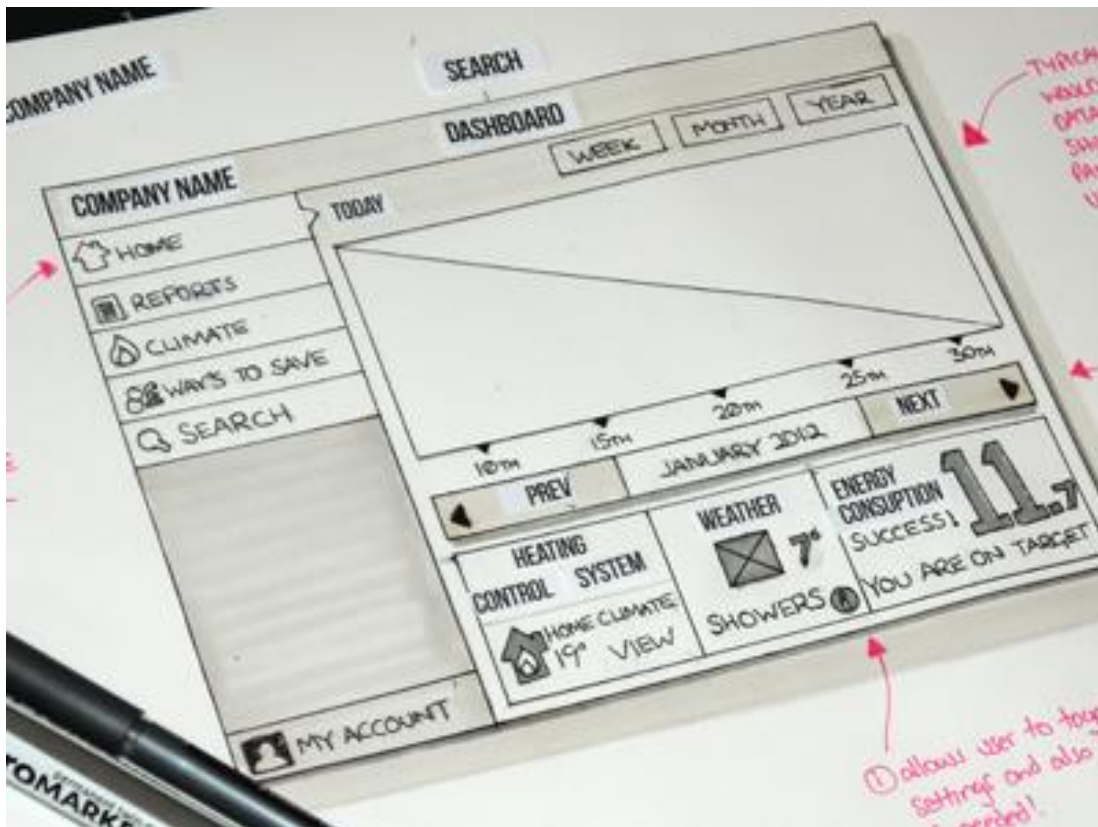 COMPANY NAME
SEARCH
DASHBOARD
WEEK
MONTH
YEAR
COMPANY NAME
TODAY
HOME
REPORTS
CLIMATE
WAYS TO SAVE
SEARCH
10TH
15TH
20TH
25TH
30TH
PREV
JANUARY 2012
NEXT
HEATING
CONTROL SYSTEM
HOME CLIMATE
19° VIEW
WEATHER
7°
SHOWERS
ENERGY
CONSUPTION
SUCCESS!
11.7
YOU ARE ON TARGET
MY ACCOUNT
1 allows user to
settings and also
needed!